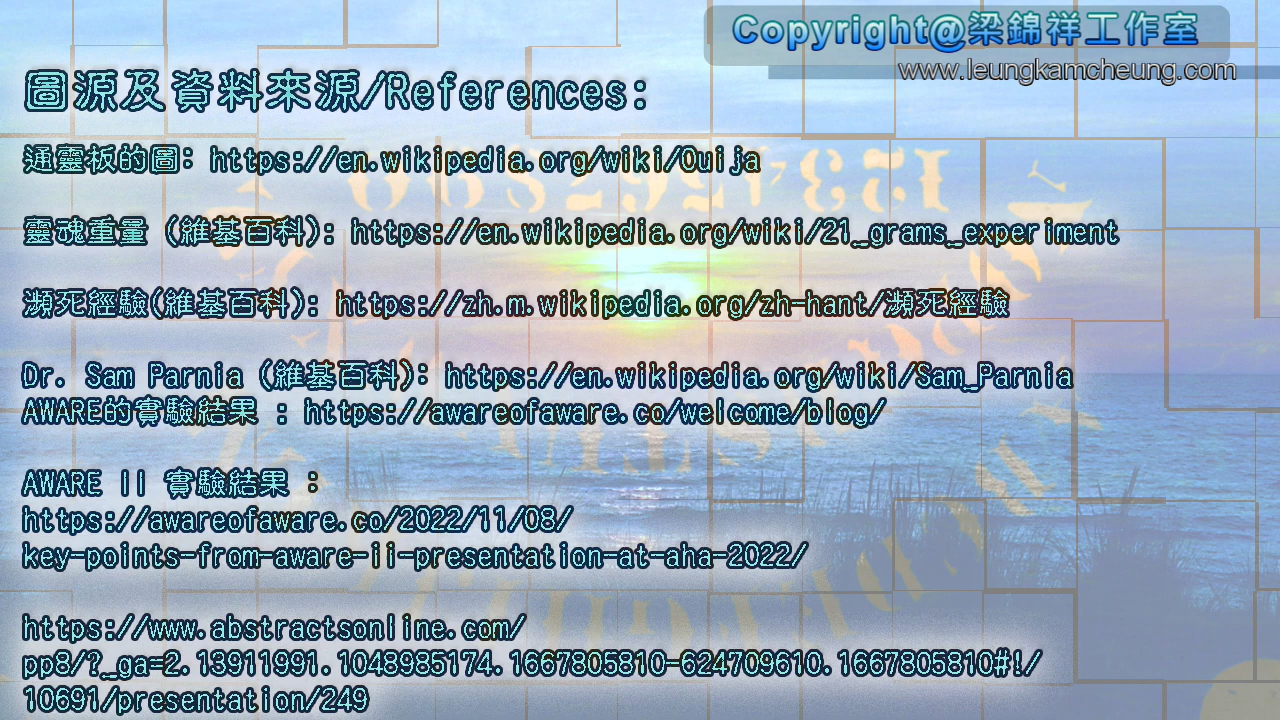 Copyright@梁錦祥工作室
www.leungkamcheung.com
圖源及資料來源/References:
通靈板的圖: https://en.wikipedia.org/wiki/Ouija
靈魂重量 (維基百科): https://en.wikipedia.org/wiki/21_grams_experiment
瀕死經驗(維基百科): https://zh.m.wikipedia.org/zh-hant/瀕死經驗
Dr. Sam Parnia (維基百科): https://en.wikipedia.org/wiki/Sam_Parnia
AWARE的實驗結果 : https://awareofaware.co/welcome/blog/
AWARE II 實驗結果 :
https://awareofaware.co/2022/11/08/
key-points-from-aware-ii-presentation-at-aha-2022/
https://www.abstractsonline.com/
pp8/?_ga=2.13911991.1048985174.1667805810-624709610.1667805810#!/
10691/presentation/249